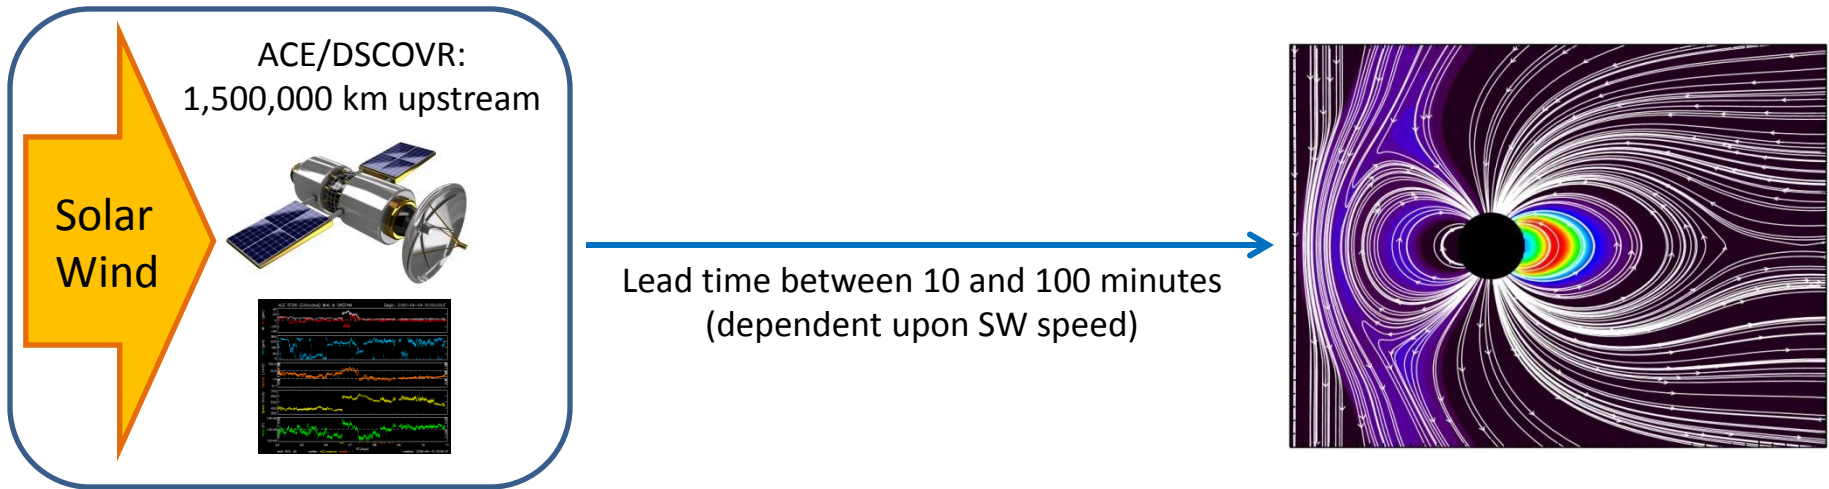 ACE/DSCOVR:
1,500,000 km upstream
Solar
Wind
Lead time between 10 and 100 minutes
(dependent upon SW speed)